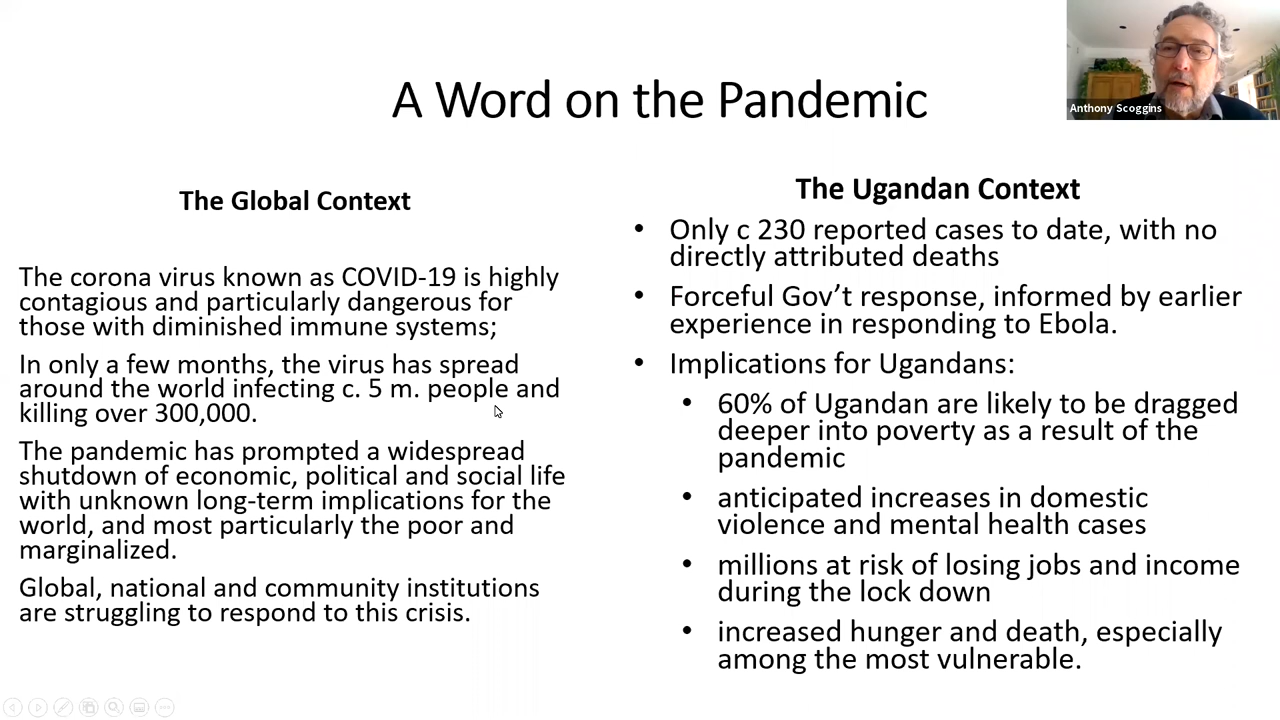 A Word on the Pandemic
Anthony Scoggins
The Global Context
The corona virus known as COVID-19 is highly
contagious and particularly dangerous for
those with diminished immune systems;
In only a few months, the virus has spread
around the world infecting c. 5 m. people and
killing over 300,000.
The pandemic has prompted a widespread
shutdown of economic, political and social life
with unknown long-term implications for the
world, and most particularly the poor and
marginalized.
Global, national and community institutions
are struggling to respond to this crisis.
The Ugandan Context
• Only c 230 reported cases to date, with no
directly attributed deaths
• Forceful Gov’t response, informed by earlier
experience in responding to Ebola.
• Implications for Ugandans:
• 60% of Ugandan are likely to be dragged
deeper into poverty as a result of the
pandemic
• anticipated increases in domestic
violence and mental health cases
• millions at risk of losing jobs and income
during the lock down
• increased hunger and death, especially
among the most vulnerable.